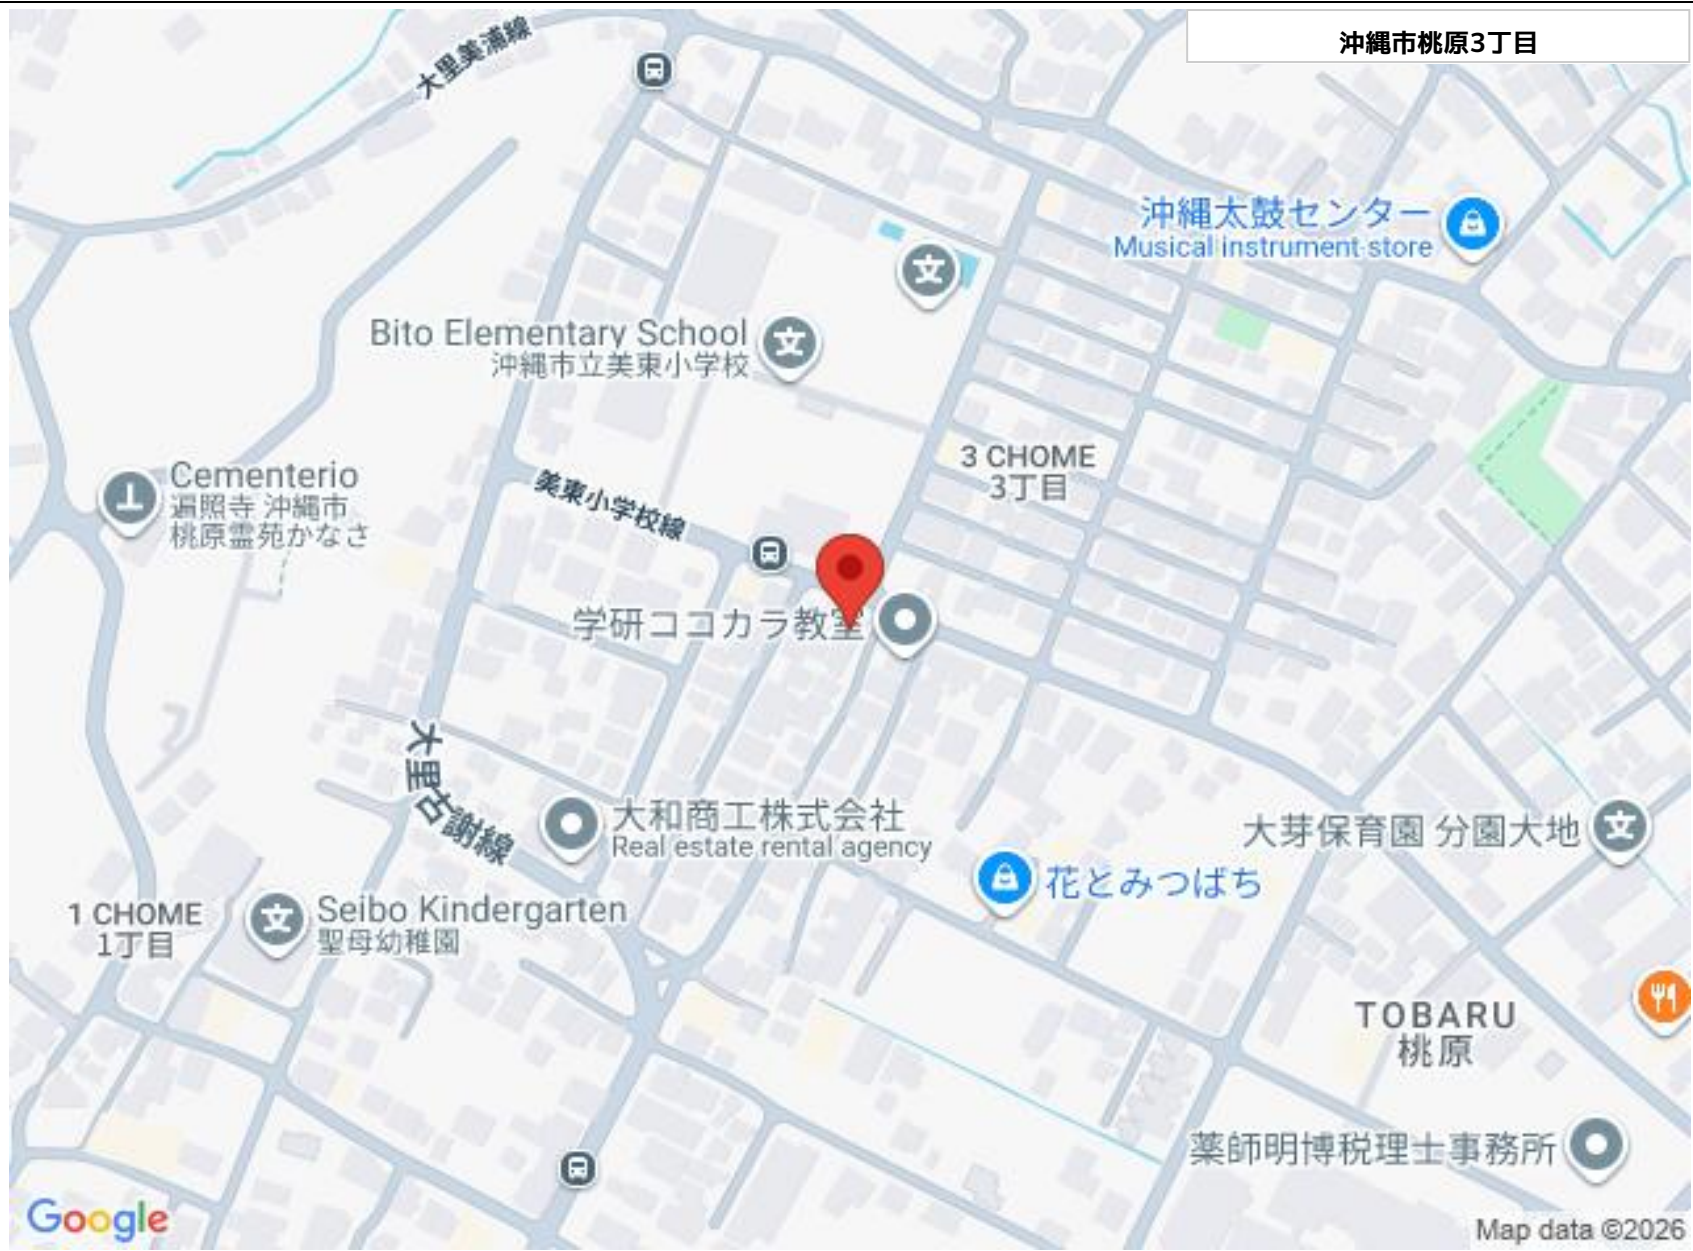 沖縄市桃原3丁目
大里美浦線
沖縄太鼓センター
Musical instrument store
Bito Elementary School
沖縄市立美東小学校
3 CHOME
3丁目
Cementerio
遍照寺 沖縄市
桃原霊苑かなさ
美東小学校線
学研ココカラ教室
大里古謝線
大和商工株式会社
Real estate rental agency
大芽保育園 分園大地
花とみつばち
1 CHOME
1丁目
Seibo Kindergarten
聖母幼稚園
TOBARU
桃原
薬師明博税理士事務所
Google
Map data ©2026